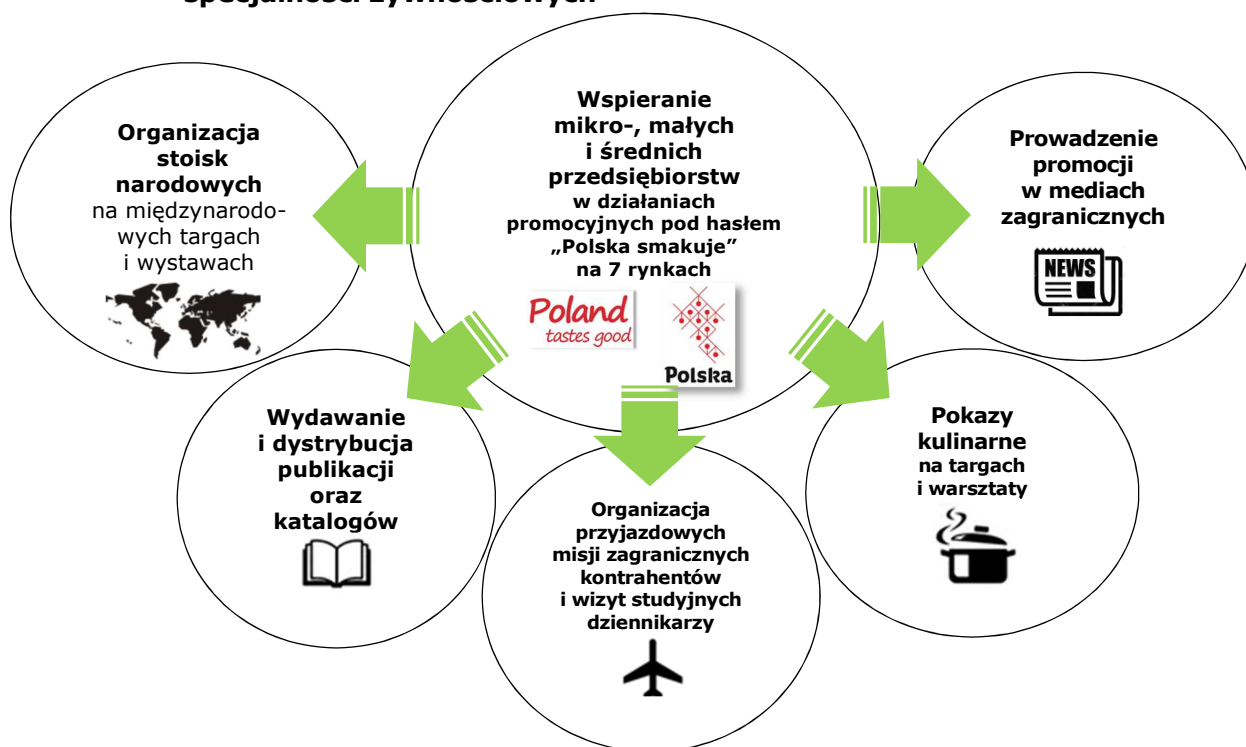 specjalności żywnościowych
Organizacja
stoisk
narodowych
na międzynarodo-
wych targach
i wystawach
Wspieranie
mikro-, małych
i średnich
przedsiębiorstw
w działaniach
promocyjnych pod hasłem
„Polska smakuje”
na 7 rynkach
Poland
tastes good
Polska
Prowadzenie
promocji
w mediach
zagranicznych
NEWS
Wydawanie
i dystrybucja
publikacji
oraz
katalogów
Organizacja
przyjazdowych
misji zagranicznych
kontrahentów
i wizyt studyjnych
dziennikarzy
Pokazy
kulinarne
na targach
i warsztaty